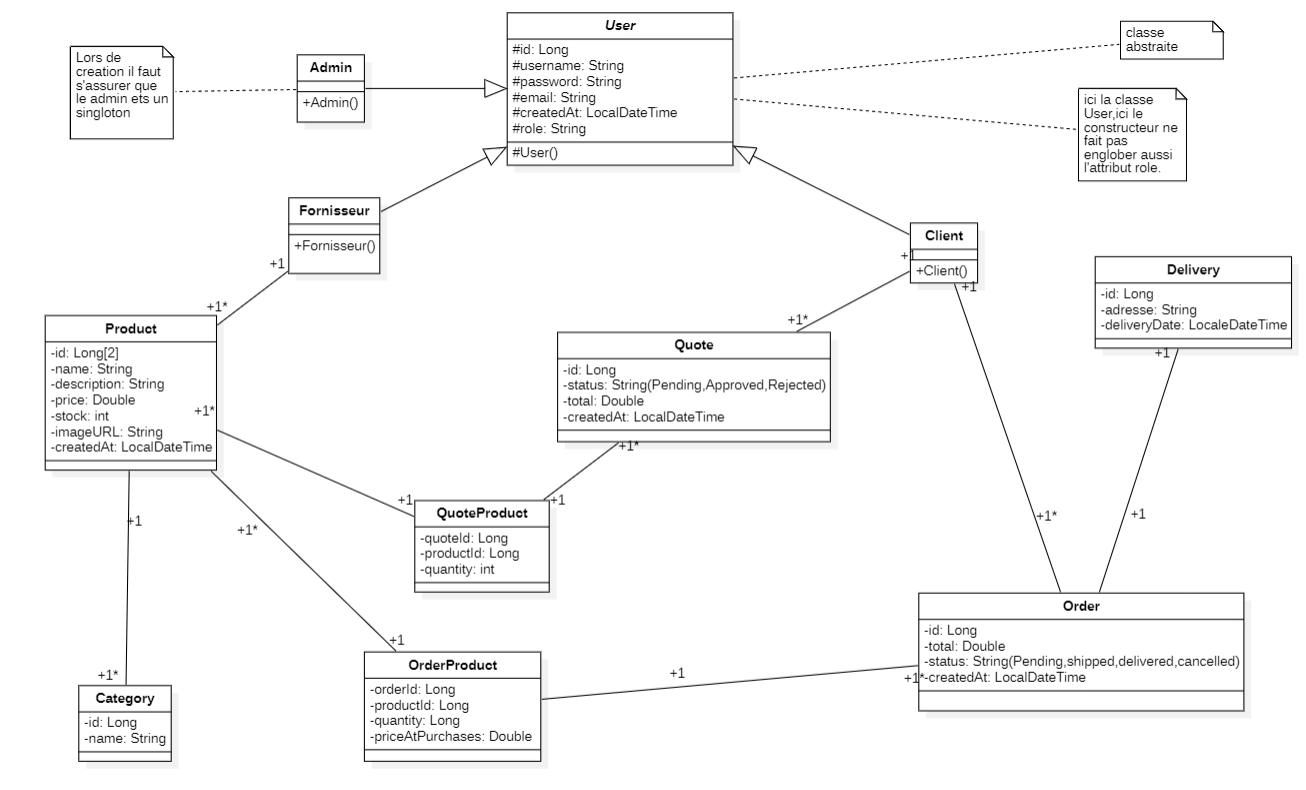 User
#id: Long
#username: String
#password: String
#email: String
#createdAt: LocalDateTime
#role: String
#User()
classe
abstraite
Lors de
creation il faut
s'assurer que
le admin ets un
singloton
Admin
+Admin()
ici la classe
User,ici le
constructeur ne
fait pas
englober aussi
l'attribut role.
Fornisseur
+Fornisseur()
+1
+1*
Client
+Client()
+1
+1
+1*
Delivery
-id: Long
-adresse: String
-deliveryDate: LocaleDateTime
+1
Product
-id: Long[2]
-name: String
-description: String
-price: Double
-stock: int
-imageURL: String
-createdAt: LocalDateTime
+1*
Quote
-id: Long
-status: String(Pending,Approved,Rejected)
-total: Double
-createdAt: LocalDateTime
+1*
+1
+1
QuoteProduct
-quoteId: Long
-productId: Long
-quantity: int
+1
+1*
+1*
+1
+1
OrderProduct
-orderId: Long
-productId: Long
-quantity: Long
-priceAtPurchases: Double
+1
+1*
Order
-id: Long
-total: Double
-status: String(Pending,shipped,delivered,cancelled)
-createdAt: LocalDateTime
+1*
Category
-id: Long
-name: String